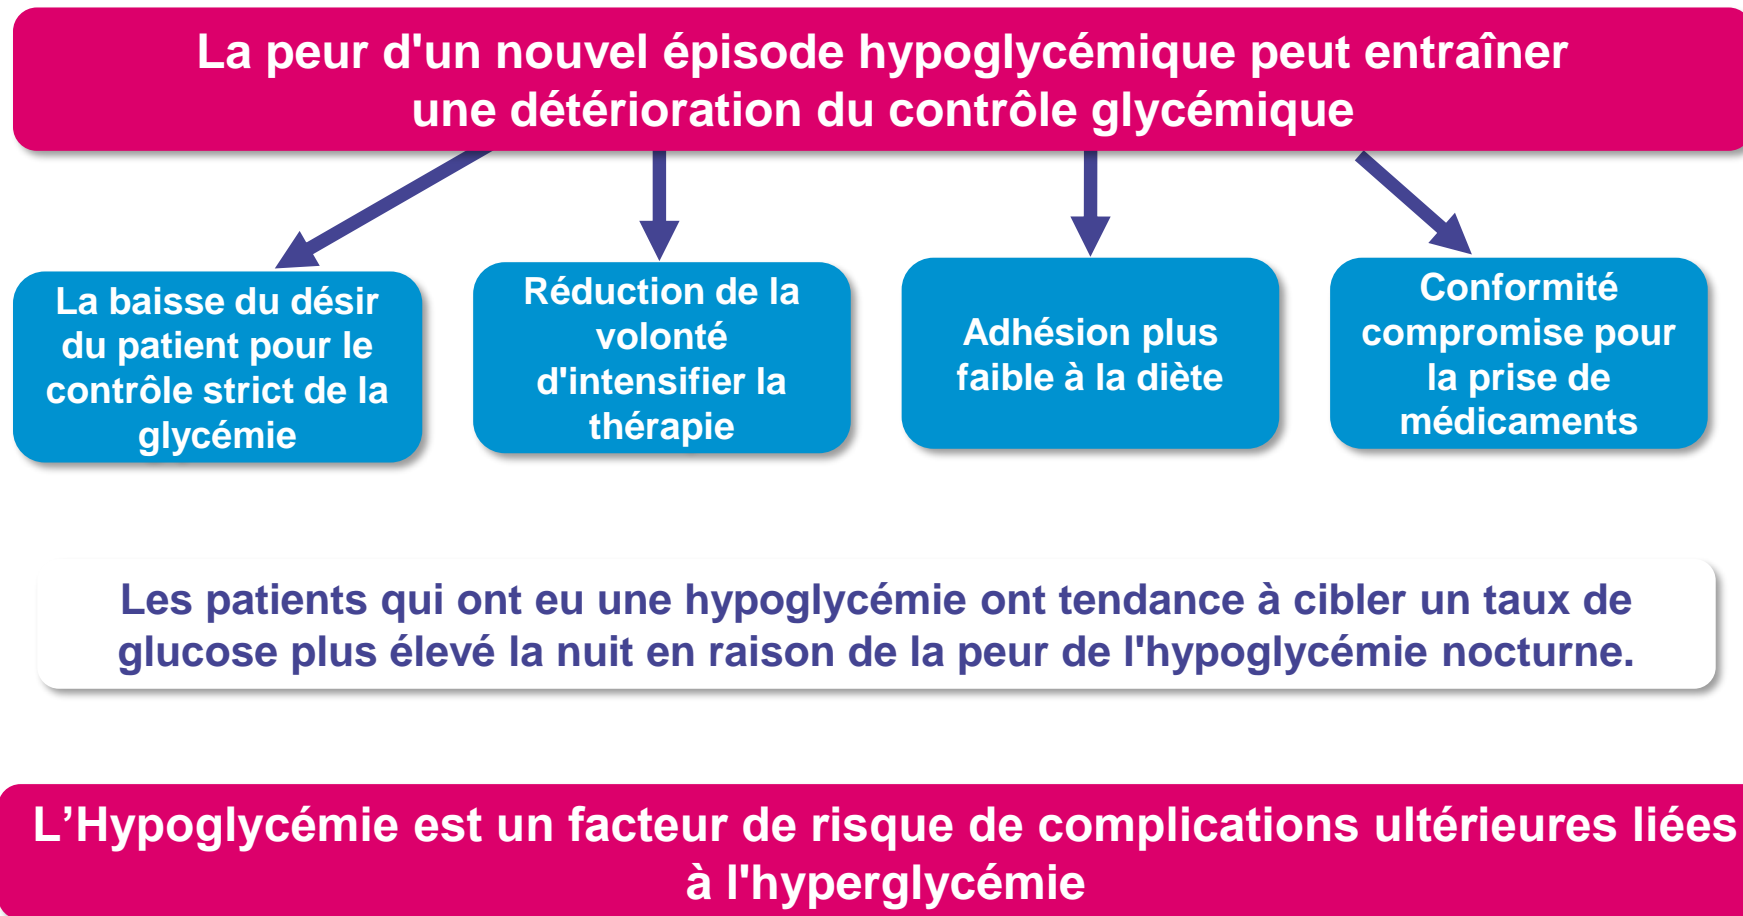 La peur d'un nouvel épisode hypoglycémique peut entraîner
une détérioration du contrôle glycémique
La baisse du désir
du patient pour le
contrôle strict de la
glycémie
Réduction de la
volonté
d'intensifier la
thérapie
Adhésion plus
faible à la diète
Conformité
compromise pour
la prise de
médicaments
Les patients qui ont eu une hypoglycémie ont tendance à cibler un taux de
glucose plus élevé la nuit en raison de la peur de l'hypoglycémie nocturne.
L’Hypoglycémie est un facteur de risque de complications ultérieures liées
à l'hyperglycémie